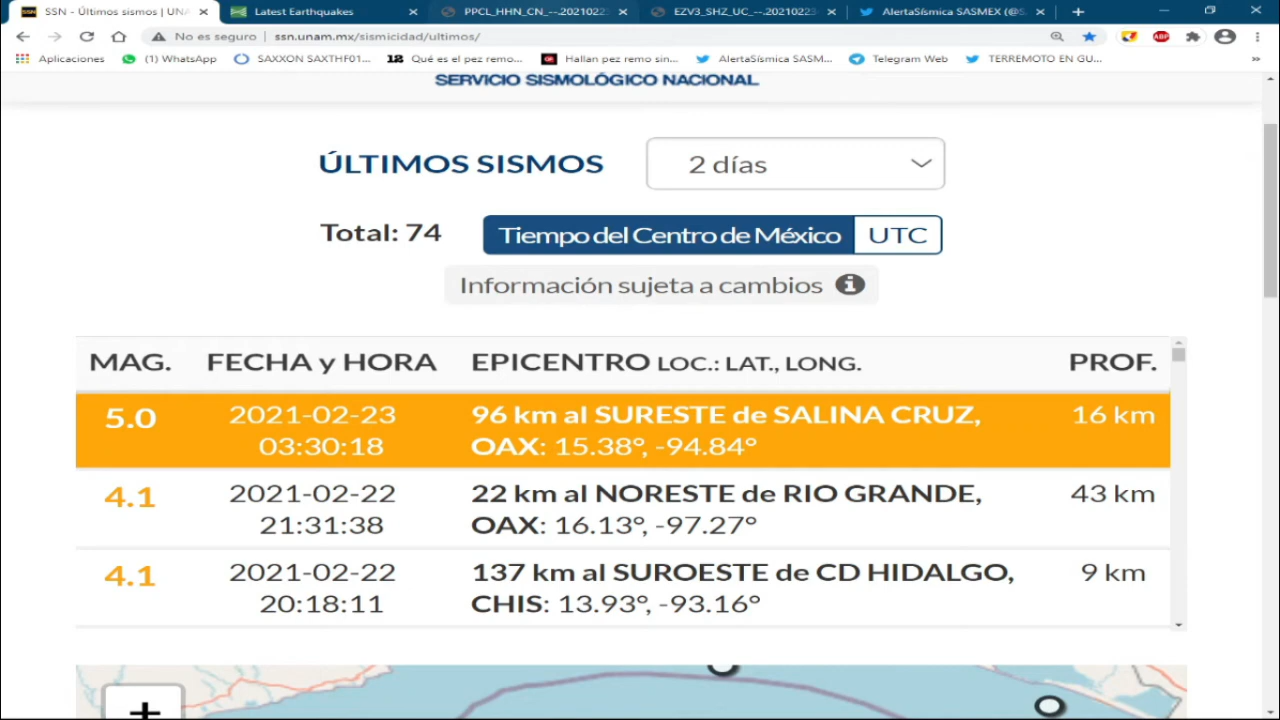 SSN - Últimos sismos | UNA
Latest Earthquakes
PPCL_HHN_CN_--.2021022
EZV3_SHZ_UC_--.2021022
AlertaSísmica SASMEX (@S
No es seguro | ssn.unam.mx/sismicidad/ultimos/
ABP
Aplicaciones
(1) WhatsApp
SAXXON SAXTHF01...
12 Qué es el pez remo...
Hallan pez remo sin...
AlertaSísmica SASM...
Telegram Web
TERREMOTO EN GU...
SERVICIO SISMOLÓGICO NACIONAL
ÚLTIMOS SISMOS
2 días
Total: 74
Tiempo del Centro de México UTC
Información sujeta a cambios
MAG. FECHA y HORA EPICENTRO LOC.: LAT., LONG. PROF.
5.0 2021-02-23 96 km al SURESTE de SALINA CRUZ, 16 km
03:30:18 OAX: 15.38°, -94.84°
4.1 2021-02-22 22 km al NORESTE de RIO GRANDE, 43 km
21:31:38 OAX: 16.13°, -97.27°
4.1 2021-02-22 137 km al SUROESTE de CD HIDALGO, 9 km
20:18:11 CHIS: 13.93°, -93.16°
+